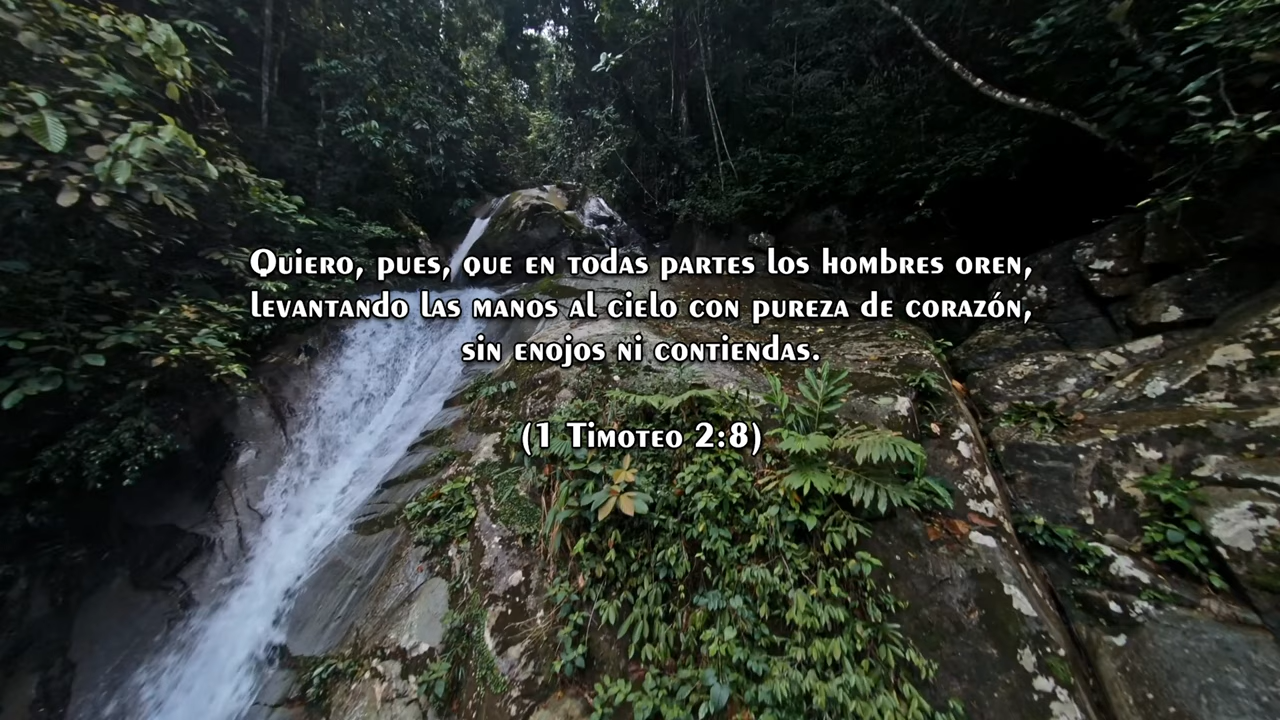 Quiero, pues, que en todas partes los hombres oren,
levantando las manos al cielo con pureza de corazón,
sin enojos ni contiendas.
(1 Timoteo 2:8)